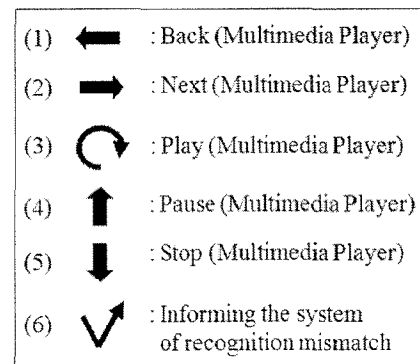 (1) : Back (Multimedia Player)
(2) : Next (Multimedia Player)
(3) : Play (Multimedia Player)
(4) : Pause (Multimedia Player)
(5) : Stop (Multimedia Player)
(6) : Informing the system
of recognition mismatch